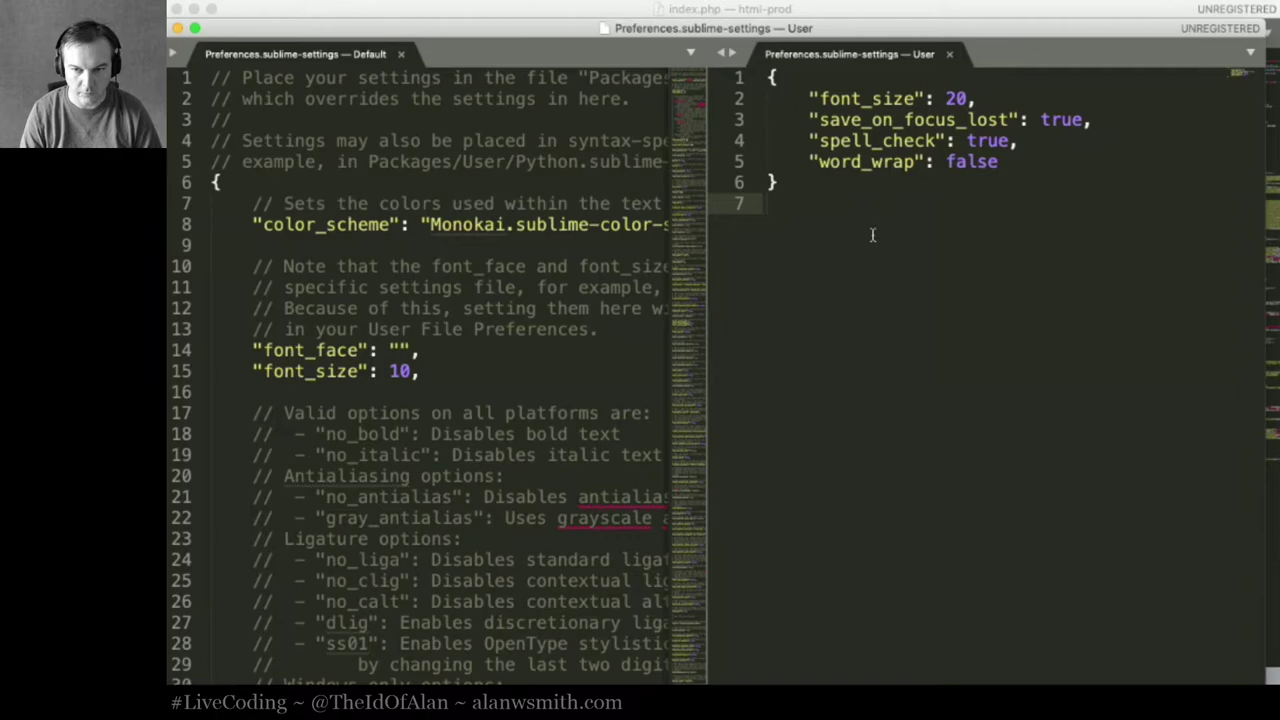 index.php — html-prod
UNREGISTERED
Preferences.sublime-settings — User
UNREGISTERED
Preferences.sublime-settings — Default
1 // Place your settings in the file "Packages
2 // which overrides the settings in here.
3 //
4 // Settings may also be placed in syntax-spe
5 // example, in Packages/User/Python.sublime-
6 {
7 // Sets the colors used within the text
8 "color_scheme": "Monokai.sublime-color-s
9
10 // Note that the font_face and font_size
11 // specific settings file, for example,
12 // Because of this, setting them here wi
13 // in your User File Preferences.
14 "font_face": "",
15 "font_size": 10,
16
17 // Valid options on all platforms are:
18 // - "no_bold": Disables bold text
19 // - "no_italic": Disables italic text
20 // Antialiasing options:
21 // - "no_antialias": Disables antialias
22 // - "gray_antialias": Uses grayscale a
23 // Ligature options:
24 // - "no_liga": Disables standard ligat
25 // - "no_clig": Disables contextual lig
26 // - "no_calt": Disables contextual alt
27 // - "dlig": Enables discretionary liga
28 // - "ss01": Enables OpenType stylistic
29 // by changing the last two digit
Preferences.sublime-settings — User
1 {
2 "font_size": 20,
3 "save_on_focus_lost": true,
4 "spell_check": true,
5 "word_wrap": false
6 }
7
#LiveCoding ~ @TheIdOfAlan ~ alanwsmith.com